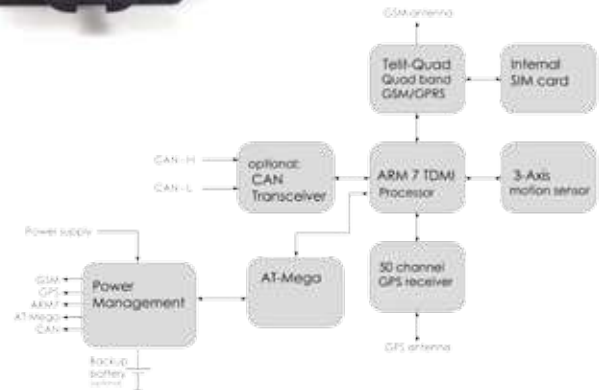 GSM antenna
Telit-Quad
Quad band
GSM/GPRS
Internal
SIM card
CAN - H
CAN - L
optional:
CAN
Transceiver
ARM 7 TDMI
Processor
3-Axis
motion sensor
Power supply
GSM
GPS
ARM7
AT-Mega
CAN
Power
Management
AT-Mega
50 channel
GPS receiver
Backup
battery
GPS antenna